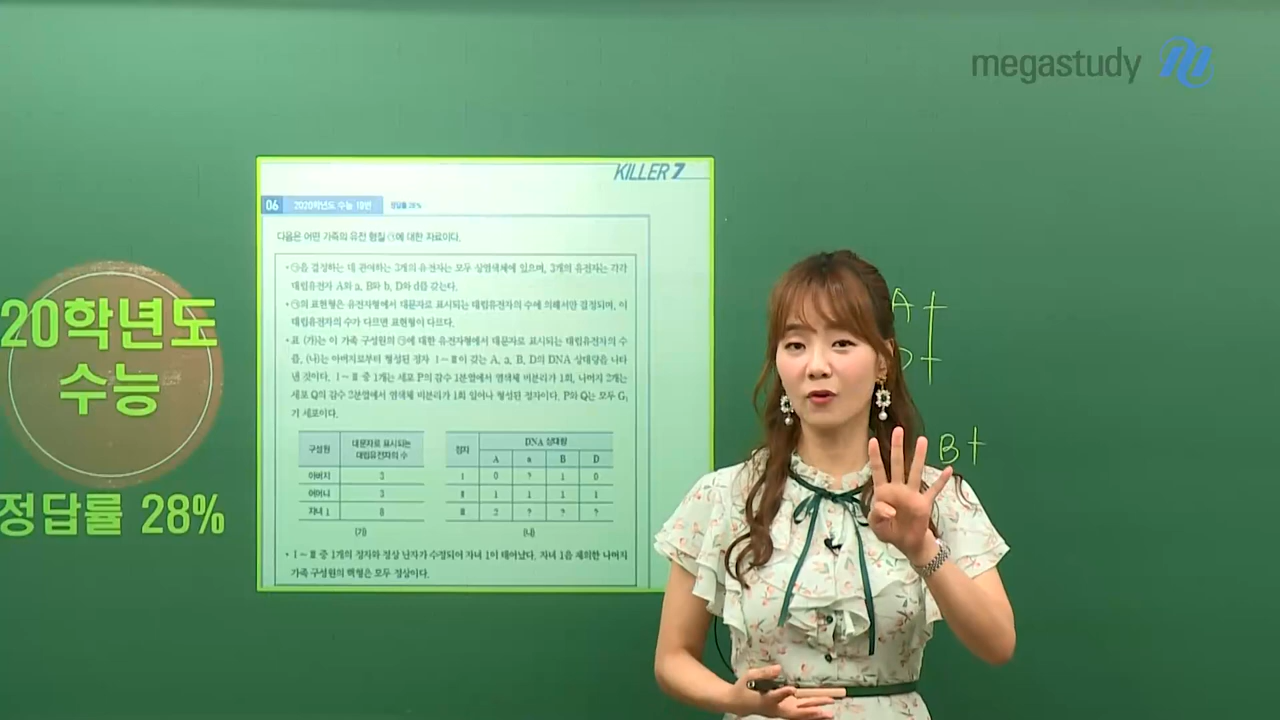 megastudy
KILLER 7
06 2020학년도 수능 19번 정답률 28%
다음은 어떤 가족의 유전 형질 ㉠에 대한 자료이다.
• ㉠을 결정하는 데 관여하는 3개의 유전자는 모두 상염색체에 있으며, 3개의 유전자는 각각
대립유전자 A와 a, B와 b, D와 d를 갖는다.
• ㉠의 표현형은 유전자형에서 대문자로 표시되는 대립유전자의 수에 의해서만 결정되며, 이
대립유전자의 수가 다르면 표현형이 다르다.
• 표 (가)는 이 가족 구성원의 ㉠에 대한 유전자형에서 대문자로 표시되는 대립유전자의 수
를, (나)는 아버지로부터 형성된 정자 Ⅰ~Ⅲ이 갖는 A, a, B, D의 DNA 상대량을 나타
낸 것이다. Ⅰ~Ⅲ 중 1개는 세포 P의 감수 1분열에서 염색체 비분리가 1회, 나머지 2개는
세포 Q의 감수 2분열에서 염색체 비분리가 1회 일어나 형성된 정자이다. P와 Q는 모두 G₁
기 세포이다.
구성원 대문자로 표시되는 대립유전자의 수
아버지 3
어머니 3
자녀 1 8
(가)
정자 DNA 상대량
A a B D
Ⅰ 0 ? 1 0
Ⅱ 1 1 1 1
Ⅲ 2 ? ? ?
(나)
• Ⅰ~Ⅲ 중 1개의 정자와 정상 난자가 수정되어 자녀 1이 태어났다. 자녀 1을 제외한 나머지
가족 구성원의 핵형은 모두 정상이다.
20학년도
수능
정답률 28%
A
B